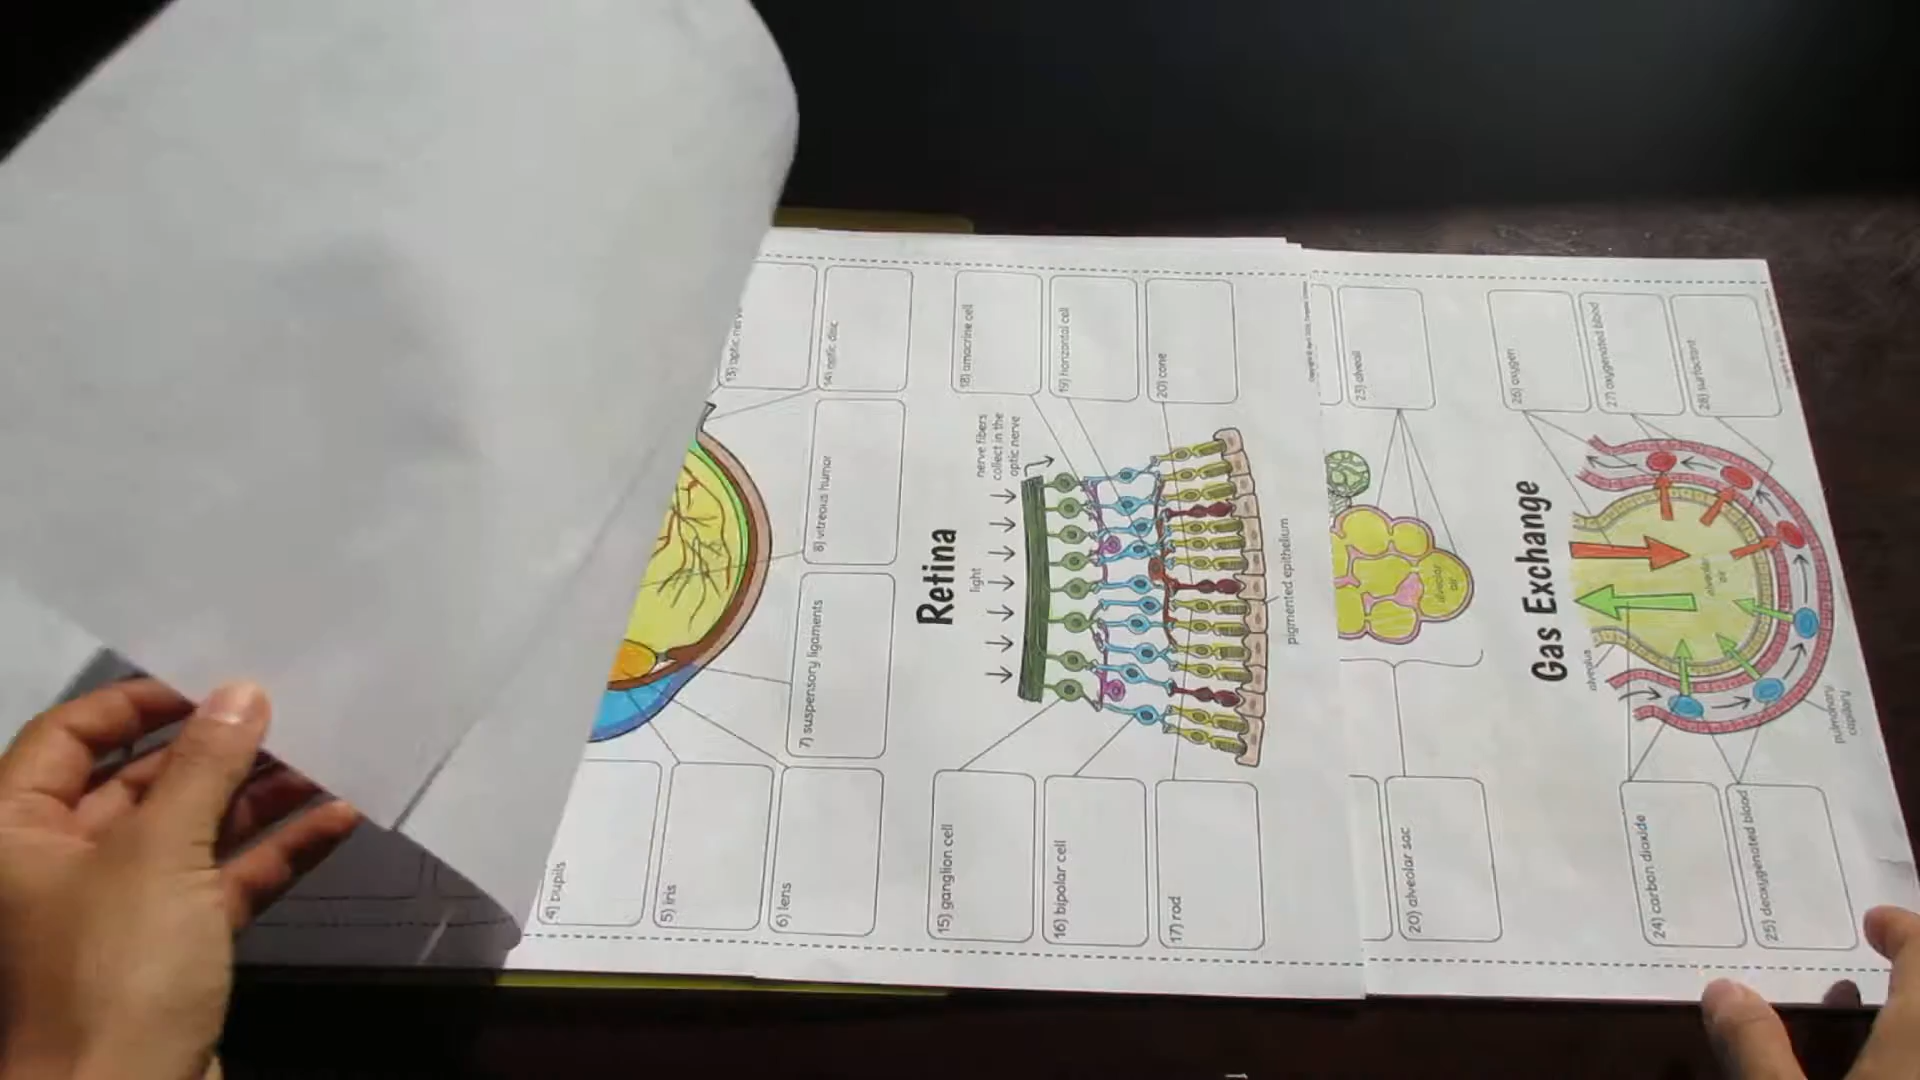 13) optic nerve
14) optic disc
8) vitreous humor
7) suspensory ligaments
4) pupils
5) iris
6) lens
Retina
light
nerve fibers
collect in the
optic nerve
18) amacrine cell
19) horizontal cell
20) cone
15) ganglion cell
16) bipolar cell
17) rod
pigmented epithelium
23) alveoli
alveolar
air
20) alveolar sac
Gas Exchange
alveolus
26) oxygen
27) oxygenated blood
28) surfactant
alveolar
air
24) carbon dioxide
25) deoxygenated blood
pulmonary
capillary